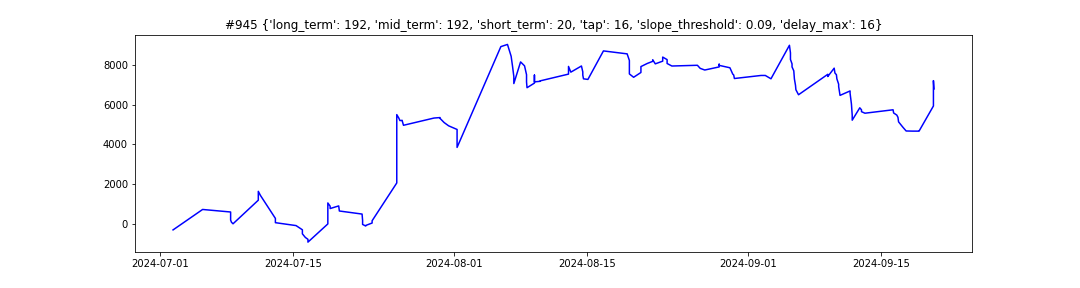 #945 {'long_term': 192, 'mid_term': 192, 'short_term': 20, 'tap': 16, 'slope_threshold': 0.09, 'delay_max': 16}
8000
6000
4000
2000
0
2024-07-01 2024-07-15 2024-08-01 2024-08-15 2024-09-01 2024-09-15